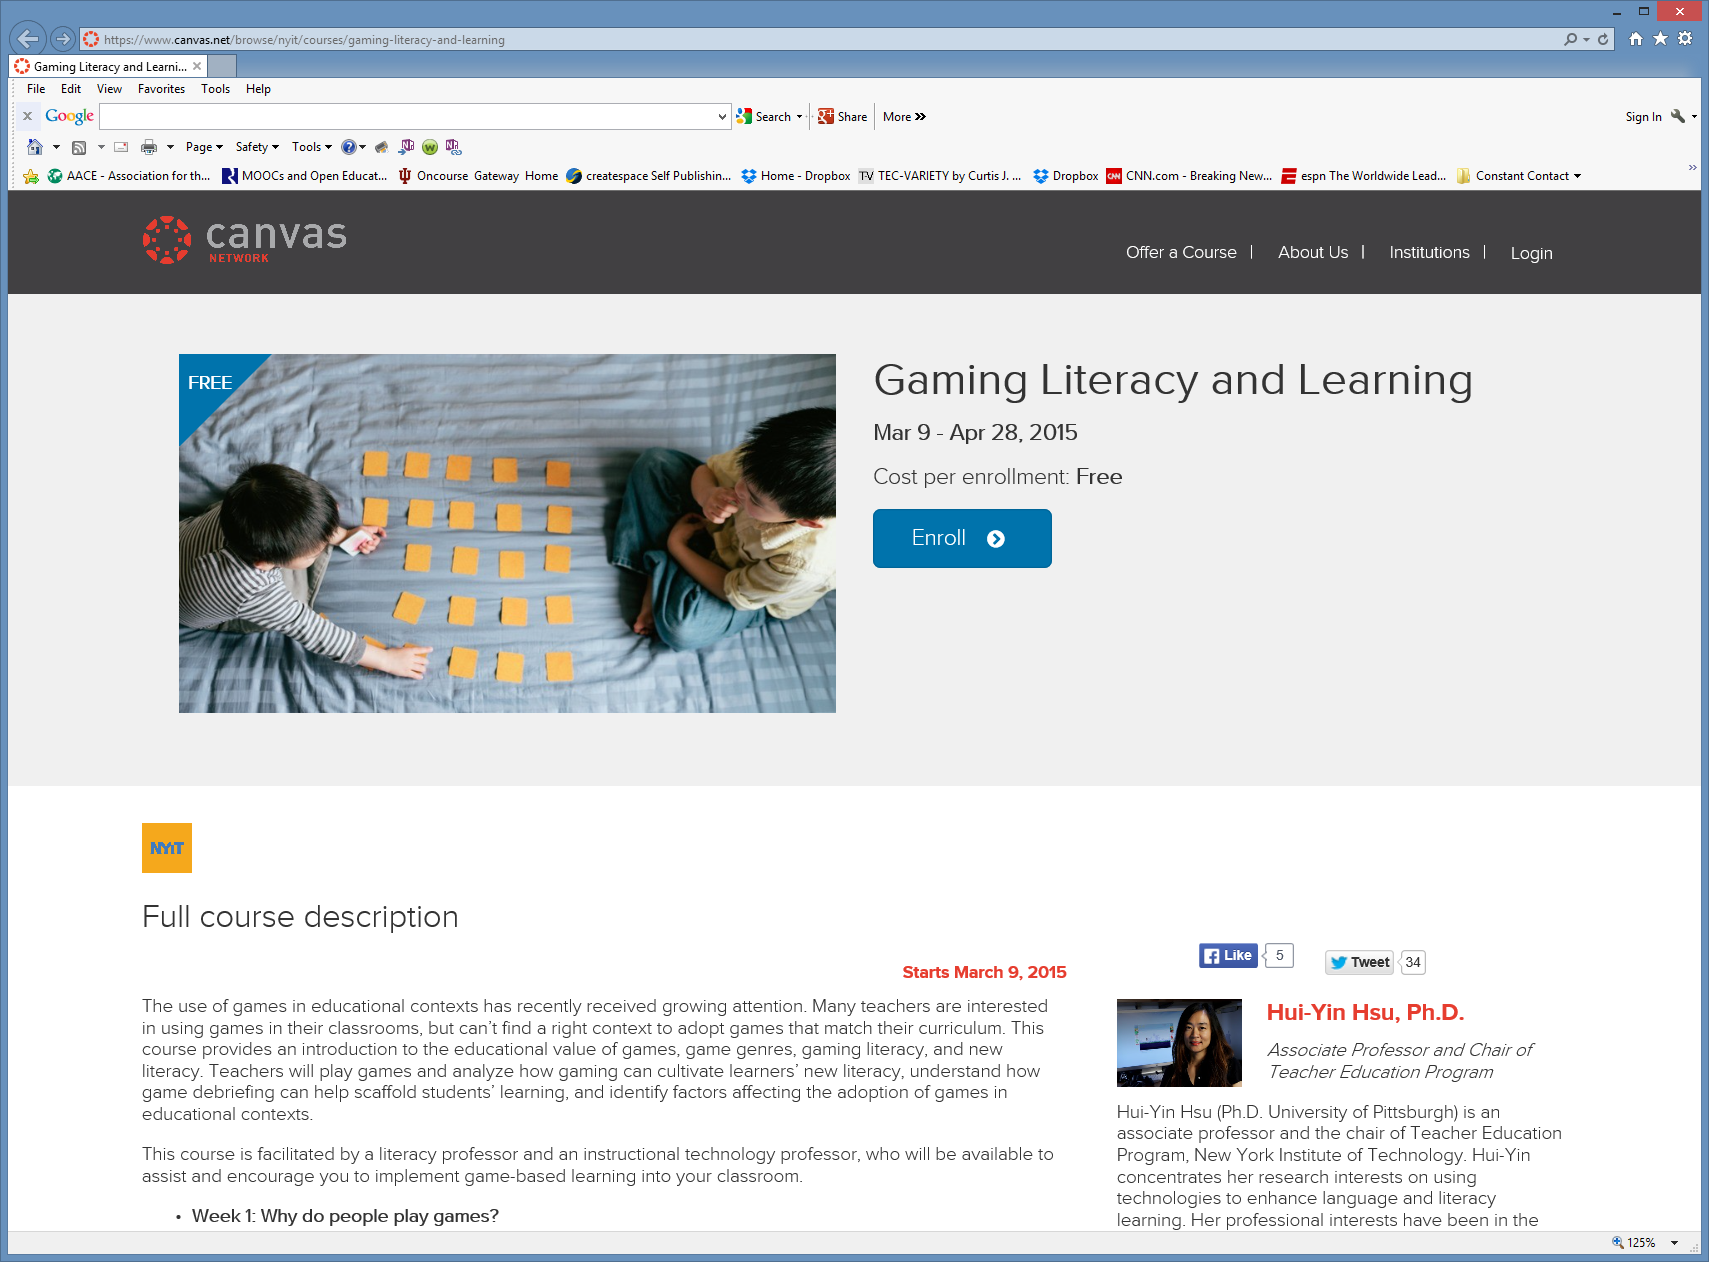 https://www.canvas.net/browse/nyit/courses/gaming-literacy-and-learning
Gaming Literacy and Learni...
File Edit View Favorites Tools Help
X Google Search Share More Sign In
Page Safety Tools
AACE - Association for th... MOOCs and Open Educat... Oncourse Gateway Home createspace Self Publishin... Home - Dropbox T-V TEC-VARIETY by Curtis J. ... Dropbox CNN CNN.com - Breaking New... espn The Worldwide Lead... Constant Contact
canvas
NETWORK
Offer a Course | About Us | Institutions | Login
FREE
Gaming Literacy and Learning
Mar 9 - Apr 28, 2015
Cost per enrollment: Free
Enroll
NYiT
Full course description
Like 5 Tweet 34
Starts March 9, 2015
The use of games in educational contexts has recently received growing attention. Many teachers are interested
in using games in their classrooms, but can’t find a right context to adopt games that match their curriculum. This
course provides an introduction to the educational value of games, game genres, gaming literacy, and new
literacy. Teachers will play games and analyze how gaming can cultivate learners’ new literacy, understand how
game debriefing can help scaffold students’ learning, and identify factors affecting the adoption of games in
educational contexts.
This course is facilitated by a literacy professor and an instructional technology professor, who will be available to
assist and encourage you to implement game-based learning into your classroom.
• Week 1: Why do people play games?
Hui-Yin Hsu, Ph.D.
Associate Professor and Chair of
Teacher Education Program
Hui-Yin Hsu (Ph.D. University of Pittsburgh) is an
associate professor and the chair of Teacher Education
Program, New York Institute of Technology. Hui-Yin
concentrates her research interests on using
technologies to enhance language and literacy
learning. Her professional interests have been in the
125%